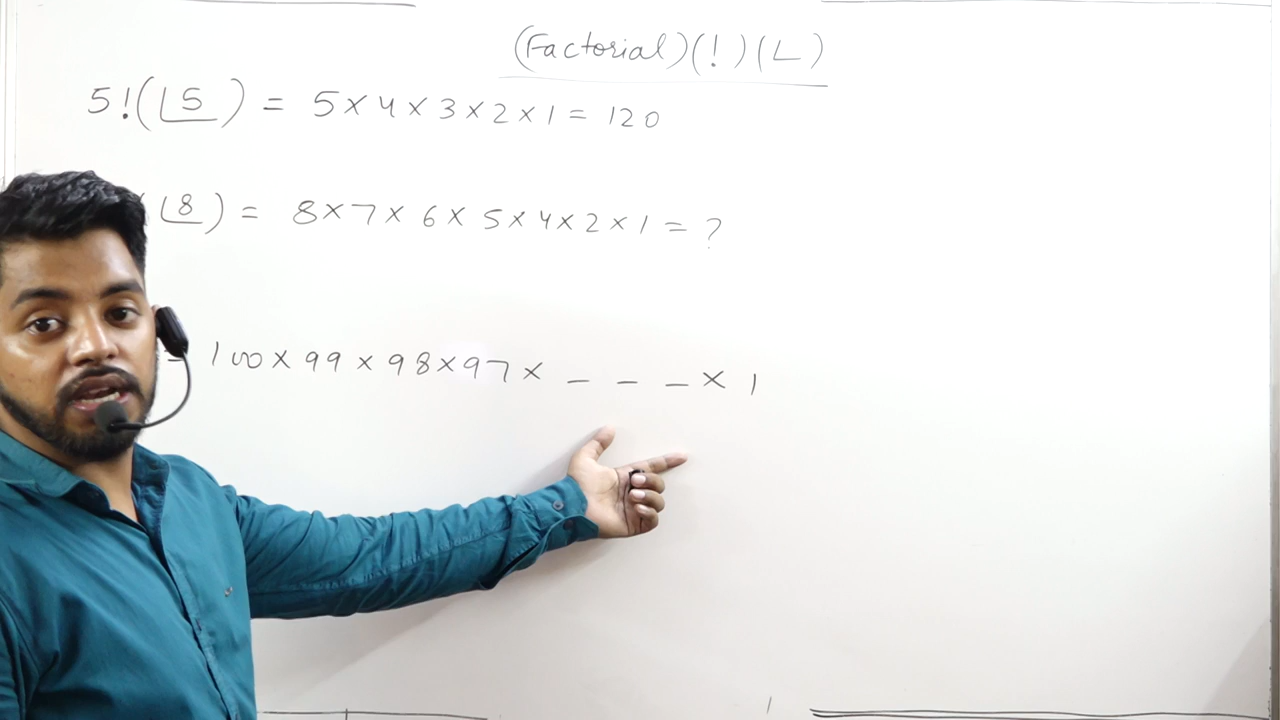 (Factorial)(!)(∟)
5!(⌊5) = 5×4×3×2×1 = 120
(⌊8) = 8×7×6×5×4×2×1 = ?
= 100×99×98×97× _ _ _ × 1